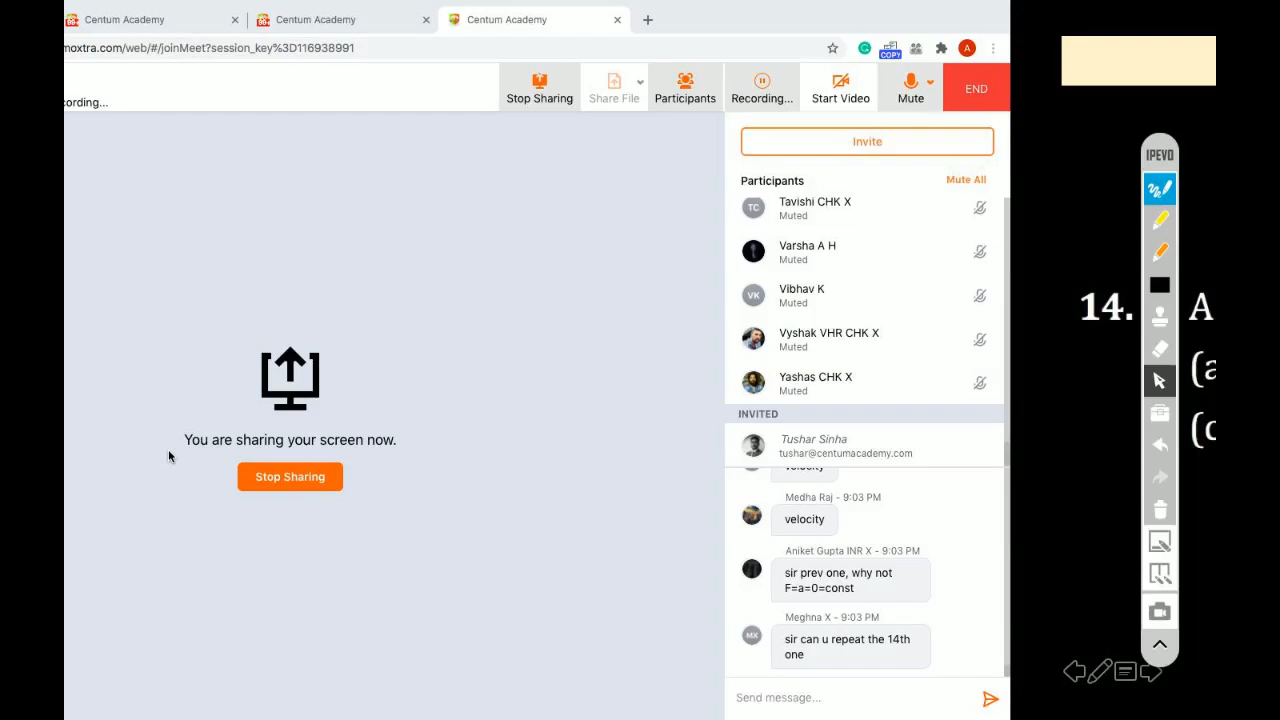 Centum Academy
Centum Academy
Centum Academy
moxtra.com/web/#/joinMeet?session_key%3D116938991
COPY
A
cording...
Stop Sharing
Share File
Participants
Recording...
Start Video
Mute
END
Invite
Participants
Mute All
TC
Tavishi CHK X
Muted
Varsha A H
Muted
VK
Vibhav K
Muted
Vyshak VHR CHK X
Muted
Yashas CHK X
Muted
INVITED
Tushar Sinha
tushar@centumacademy.com
velocity
Medha Raj - 9:03 PM
velocity
Aniket Gupta INR X - 9:03 PM
sir prev one, why not
F=a=0=const
Meghna X - 9:03 PM
MX
sir can u repeat the 14th
one
Send message...
You are sharing your screen now.
Stop Sharing
IPEVO
14. A
(a
(c